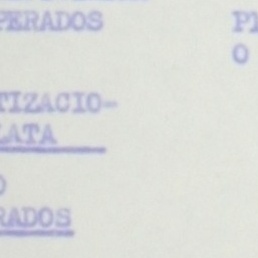 PERADOS
P
O
TIZACIO-
LATA
O
RADOS